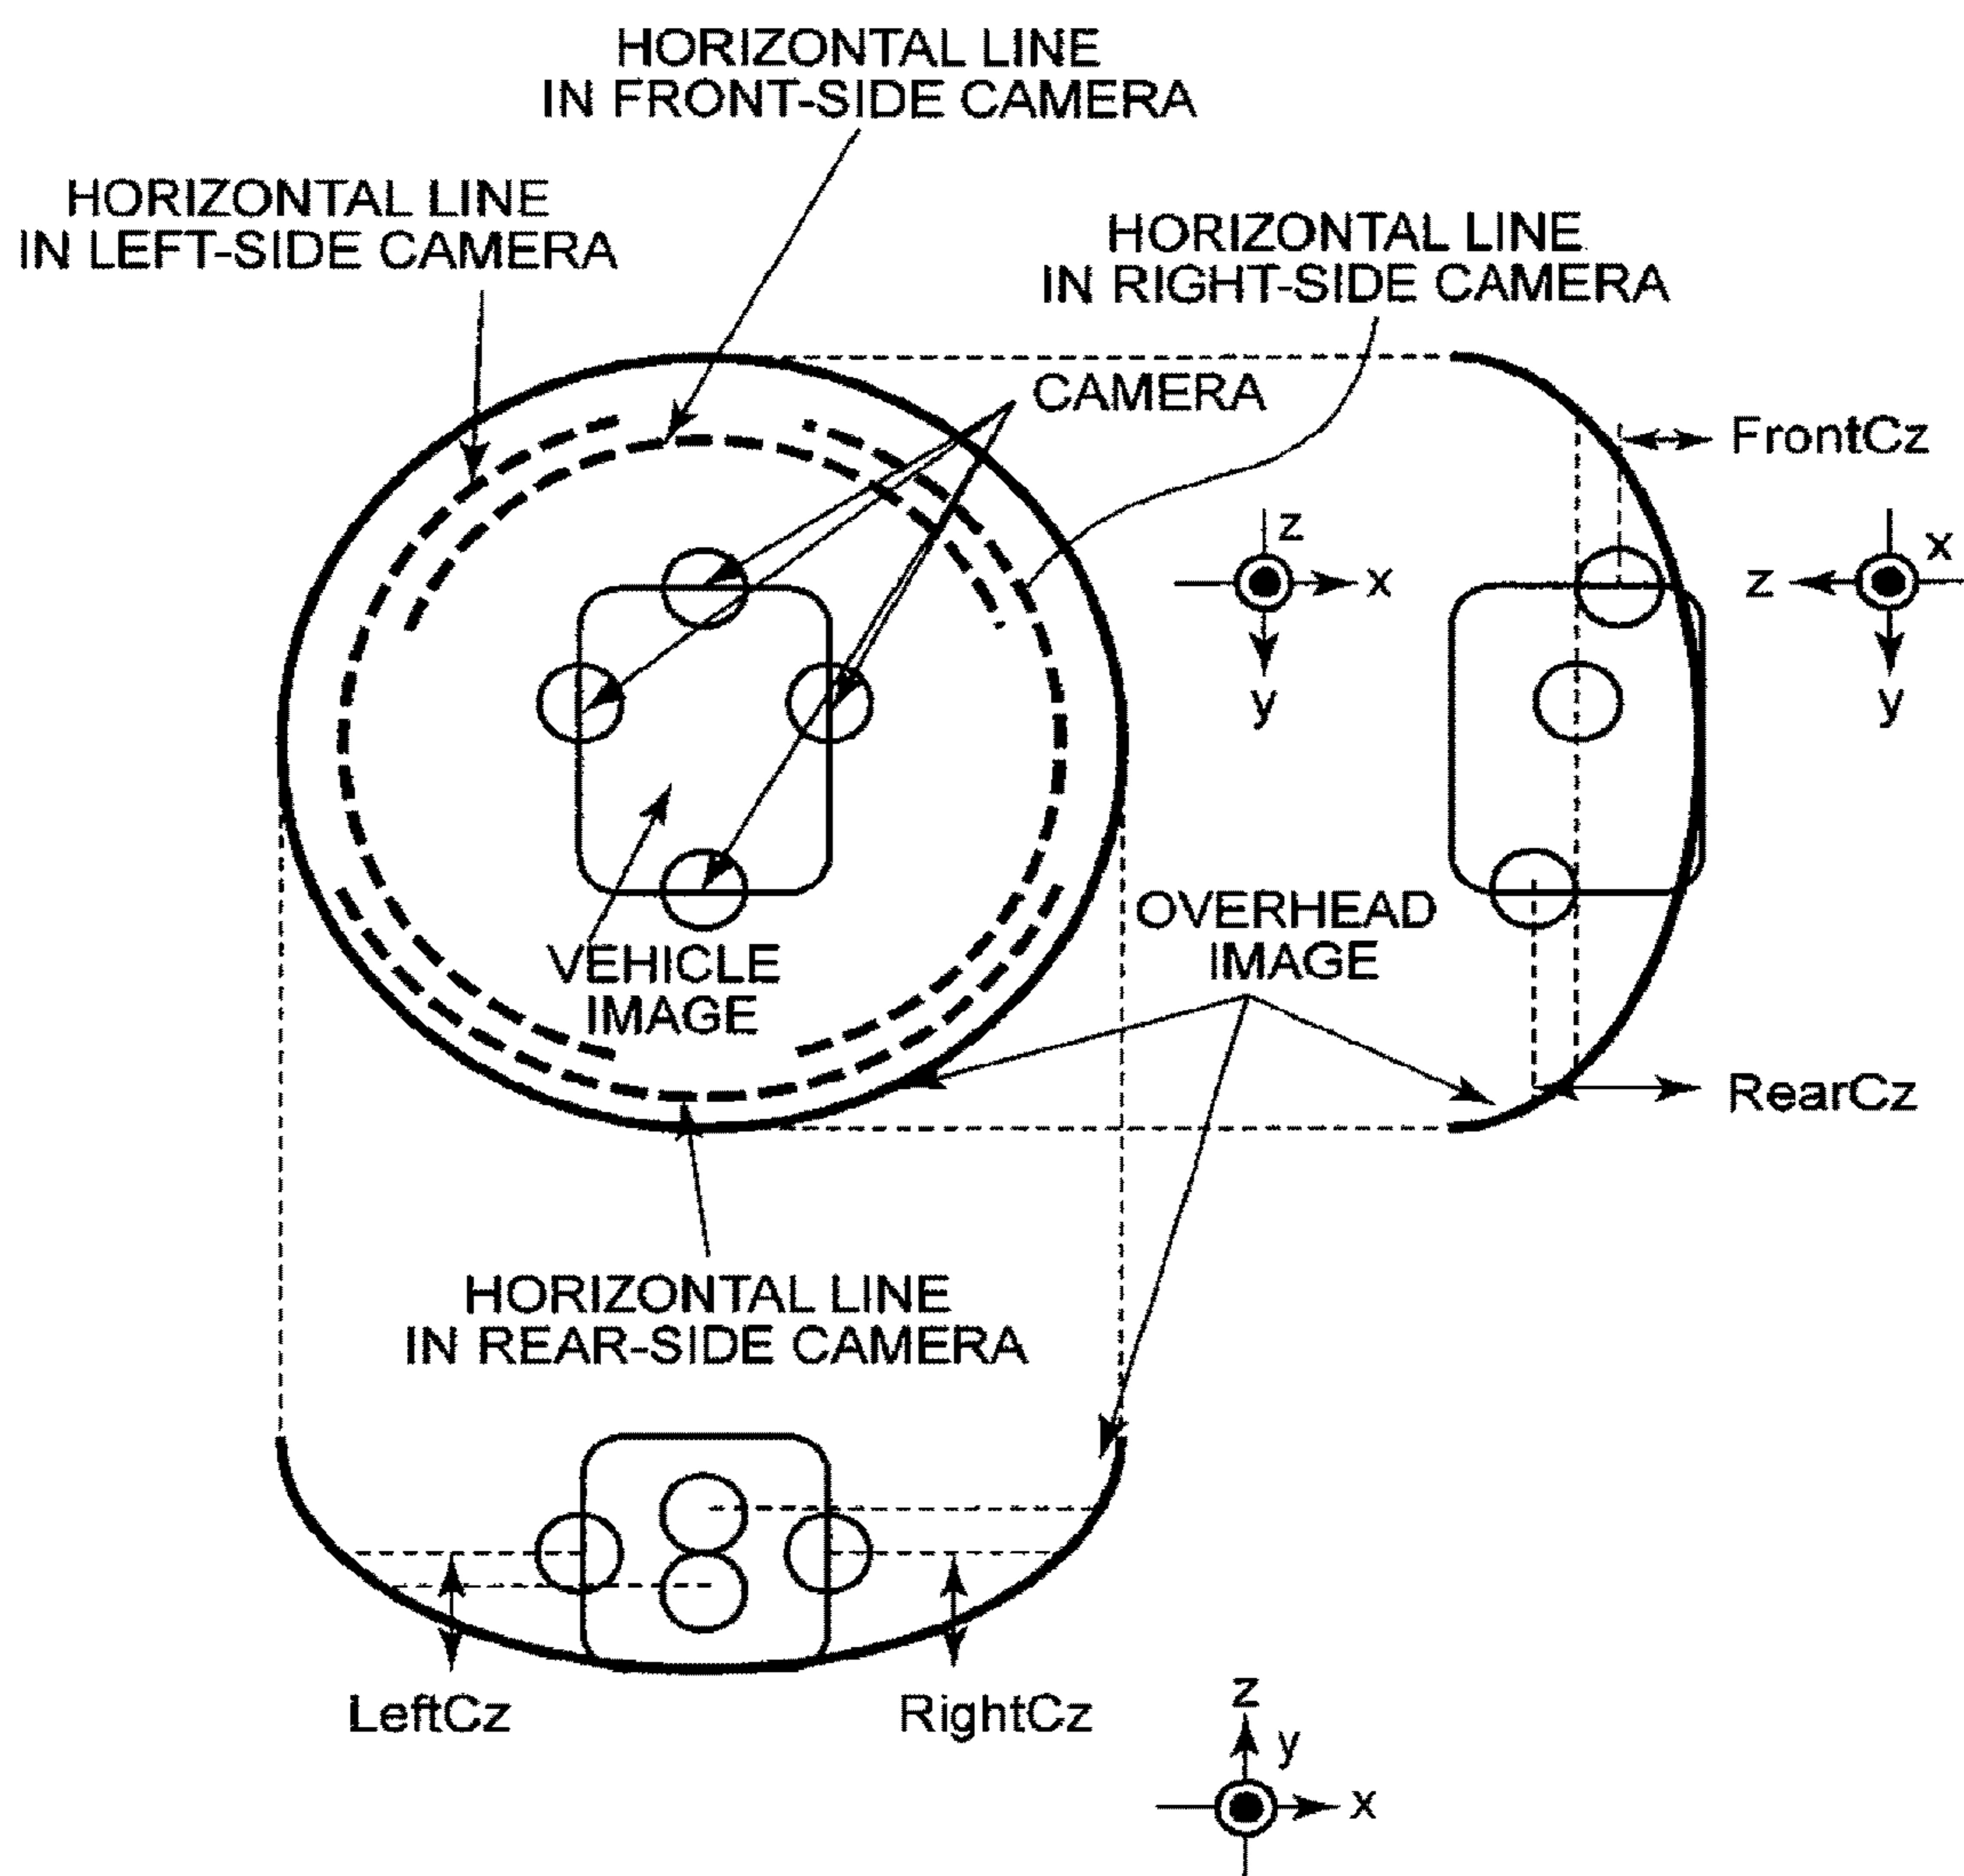 HORIZONTAL LINE
IN FRONT-SIDE CAMERA
HORIZONTAL LINE
IN LEFT-SIDE CAMERA
HORIZONTAL LINE
IN RIGHT-SIDE CAMERA
CAMERA
FrontCz
z
x
y
x
z
y
VEHICLE
IMAGE
OVERHEAD
IMAGE
RearCz
HORIZONTAL LINE
IN REAR-SIDE CAMERA
LeftCz
RightCz
z
y
x